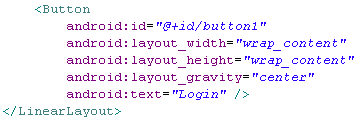 <Button
android:id="@+id/button1"
android:layout_width="wrap_content"
android:layout_height="wrap_content"
android:layout_gravity="center"
android:text="Login" />
</LinearLayout>